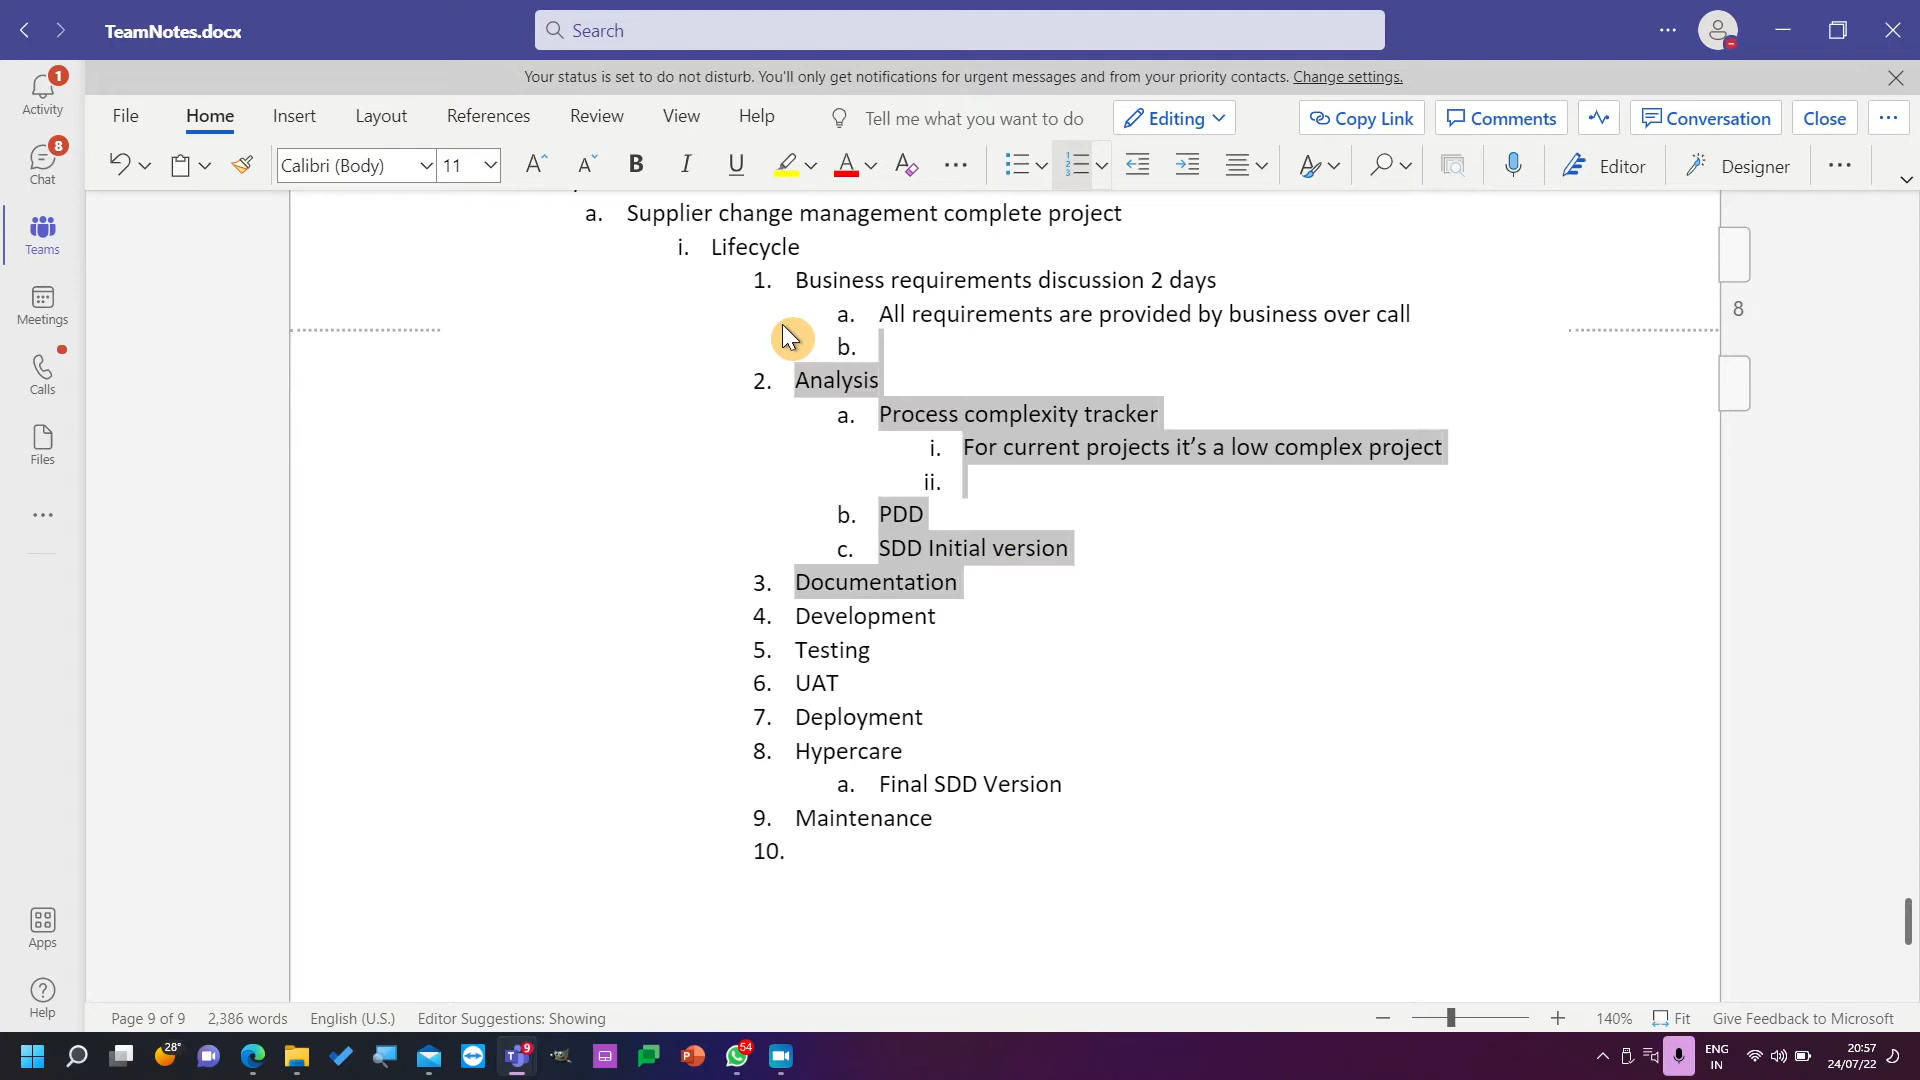 TeamNotes.docx
Search
Your status is set to do not disturb. You'll only get notifications for urgent messages and from your priority contacts. Change settings.
Activity
1
Chat
8
Teams
Meetings
Calls
Files
Apps
Help
File Home Insert Layout References Review View Help Tell me what you want to do Editing Copy Link Comments Conversation Close
Calibri (Body) 11 B I U A Editor Designer
a. Supplier change management complete project
i. Lifecycle
1. Business requirements discussion 2 days
a. All requirements are provided by business over call
b.
2. Analysis
a. Process complexity tracker
i. For current projects it's a low complex project
ii.
b. PDD
c. SDD Initial version
3. Documentation
4. Development
5. Testing
6. UAT
7. Deployment
8. Hypercare
a. Final SDD Version
9. Maintenance
10.
8
Page 9 of 9 2,386 words English (U.S.) Editor Suggestions: Showing 140% Fit Give Feedback to Microsoft
28° 9 54 ENG IN 20:57 24/07/22